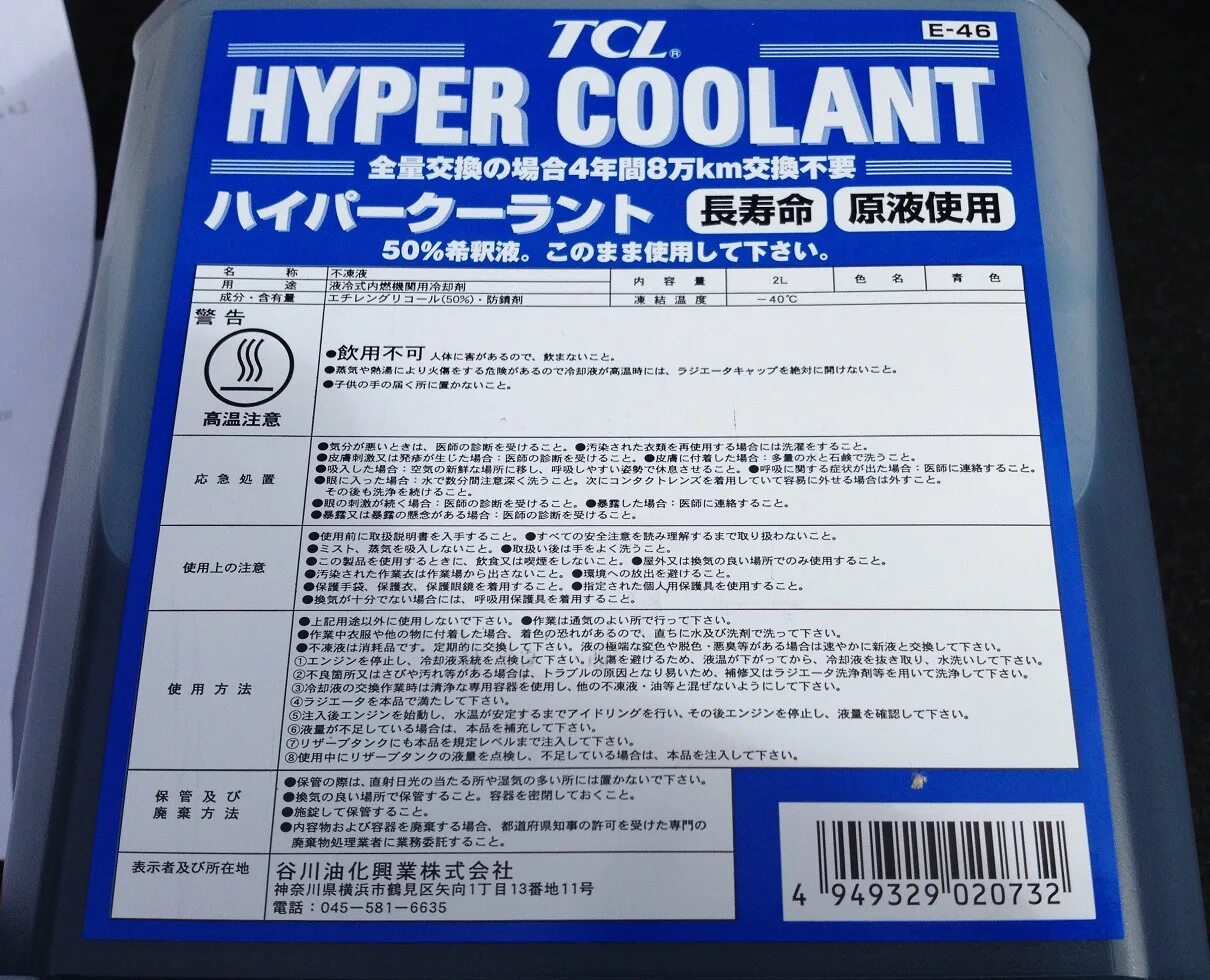 TCL®
E-46
HYPER COOLANT
全量交換の場合4年間8万km交換不要
ハイパークーラント 長寿命 原液使用
50%希釈液。このまま使用して下さい。
名称 不凍液
用途 液冷式内燃機関用冷却剤
内容量 2L 色名 青色
成分・含有量 エチレングリコール(50%)・防錆剤 凍結温度 −40℃
警告
高温注意
●飲用不可 人体に害があるので、飲まないこと。
●蒸気や熱湯により火傷をする危険があるので冷却液が高温時には、ラジエータキャップを絶対に開けないこと。
●子供の手の届く所に置かないこと。
応急処置
●気分が悪いときは、医師の診断を受けること。●汚染された衣類を再使用する場合には洗濯をすること。
●皮膚刺激又は発疹が生じた場合：医師の診断を受けること。●皮膚に付着した場合：多量の水と石鹸で洗うこと。
●吸入した場合：空気の新鮮な場所に移し、呼吸しやすい姿勢で休息させること。●呼吸に関する症状が出た場合：医師に連絡すること。
●眼に入った場合：水で数分間注意深く洗うこと。次にコンタクトレンズを着用していて容易に外せる場合は外すこと。
その後も洗浄を続けること。
●眼の刺激が続く場合：医師の診断を受けること。●暴露した場合：医師に連絡すること。
●暴露又は暴露の懸念がある場合：医師の診断を受けること。
使用上の注意
●使用前に取扱説明書を入手すること。●すべての安全注意を読み理解するまで取り扱わないこと。
●ミスト、蒸気を吸入しないこと。●取扱い後は手をよく洗うこと。
●この製品を使用するときに、飲食又は喫煙をしないこと。●屋外又は換気の良い場所でのみ使用すること。
●汚染された作業衣は作業場から出さないこと。●環境への放出を避けること。
●保護手袋、保護衣、保護眼鏡を着用すること。●指定された個人用保護具を使用すること。
●換気が十分でない場合には、呼吸用保護具を着用すること。
使用方法
●上記用途以外に使用しないで下さい。●作業は通気のよい所で行って下さい。
●作業中衣服や他の物に付着した場合、着色の恐れがあるので、直ちに水及び洗剤で洗って下さい。
●不凍液は消耗品です。定期的に交換して下さい。液の極端な変色や脱色・悪臭等がある場合は速やかに新液と交換して下さい。
①エンジンを停止し、冷却液系統を点検して下さい。火傷を避けるため、液温が下がってから、冷却液を抜き取り、水洗いして下さい。
②不良箇所又はさびや汚れ等がある場合は、トラブルの原因となり易いため、補修又はラジエータ洗浄剤等を用いて洗浄して下さい。
③冷却液の交換作業時は清浄な専用容器を使用し、他の不凍液・油等と混ぜないようにして下さい。
④ラジエータを本品で満たして下さい。
⑤注入後エンジンを始動し、水温が安定するまでアイドリングを行い、その後エンジンを停止し、液量を確認して下さい。
⑥液量が不足している場合は、本品を補充して下さい。
⑦リザーブタンクにも本品を規定レベルまで注入して下さい。
⑧使用中にリザーブタンクの液量を点検し、不足している場合は、本品を注入して下さい。
保管及び
廃棄方法
●保管の際は、直射日光の当たる所や湿気の多い所には置かないで下さい。
●換気の良い場所で保管すること。容器を密閉しておくこと。
●施錠して保管すること。
●内容物および容器を廃棄する場合、都道府県知事の許可を受けた専門の
廃棄物処理業者に業務委託すること。
表示者及び所在地
谷川油化興業株式会社
神奈川県横浜市鶴見区矢向1丁目13番地11号
電話：045-581-6635
4 949329 020732